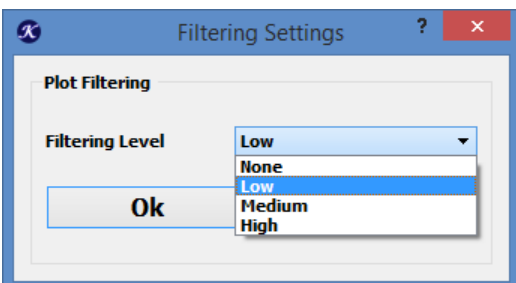 K
Filtering Settings ? ×
Plot Filtering
Filtering Level Low
None
Low
Medium
High
Ok